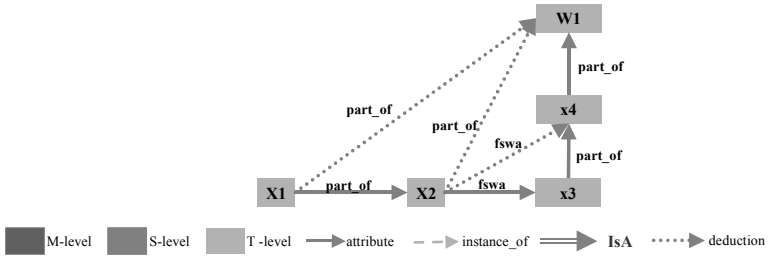 W1
part_of
x4
part_of
part_of
fswa
part_of
X1
part_of
X2
fswa
x3
M-level
S-level
T -level
attribute
instance_of
IsA
deduction